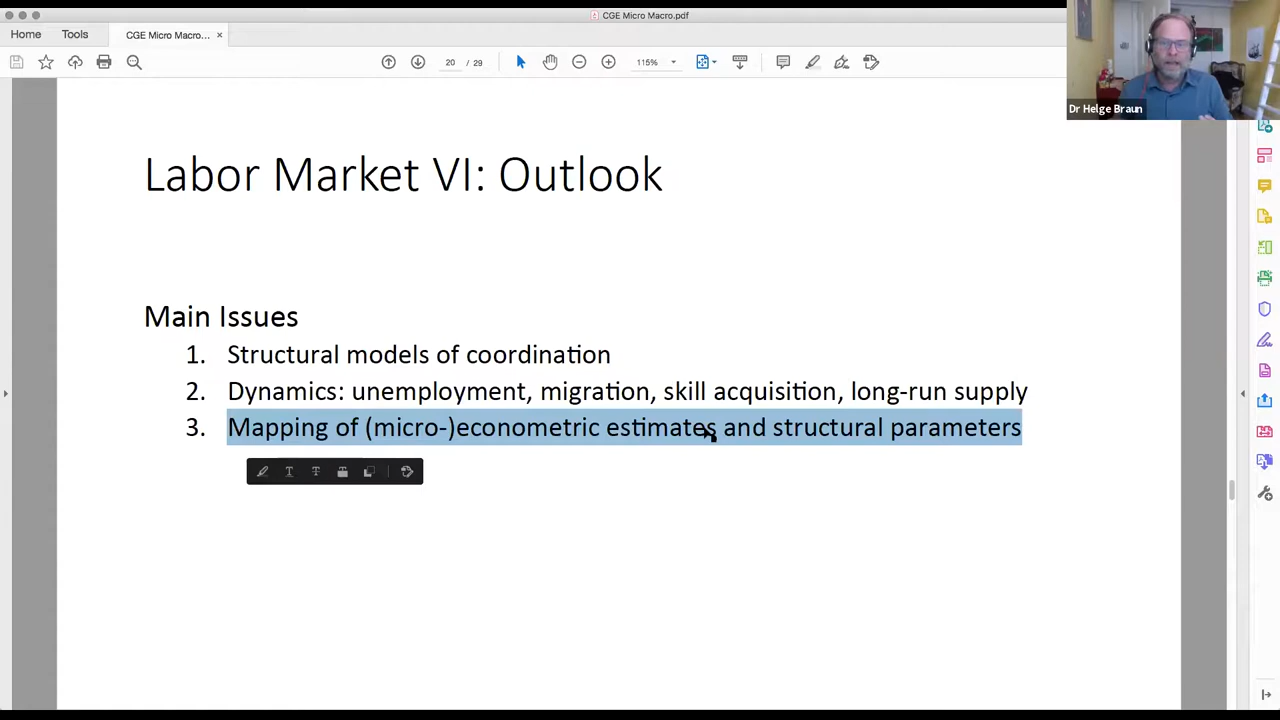 CGE Micro Macro.pdf
Home
Tools
CGE Micro Macro...
20 / 29
115%
Dr Helge Braun
Labor Market VI: Outlook
Main Issues
1. Structural models of coordination
2. Dynamics: unemployment, migration, skill acquisition, long-run supply
3. Mapping of (micro-)econometric estimates and structural parameters